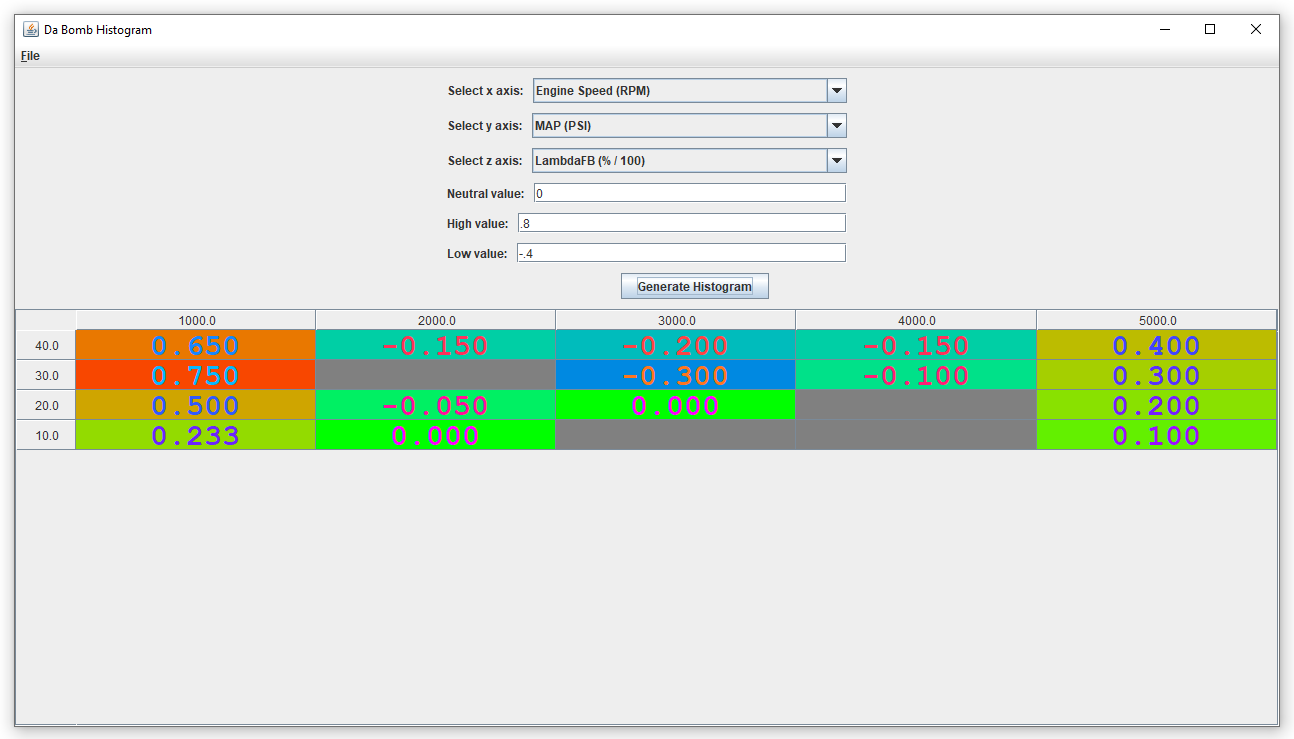 Da Bomb Histogram
File
Select x axis: Engine Speed (RPM)
Select y axis: MAP (PSI)
Select z axis: LambdaFB (% / 100)
Neutral value: 0
High value: .8
Low value: -.4
Generate Histogram
1000.0 2000.0 3000.0 4000.0 5000.0
40.0 0.650 -0.150 -0.200 -0.150 0.400
30.0 0.750 -0.300 -0.100 0.300
20.0 0.500 -0.050 0.000 0.200
10.0 0.233 0.000 0.100